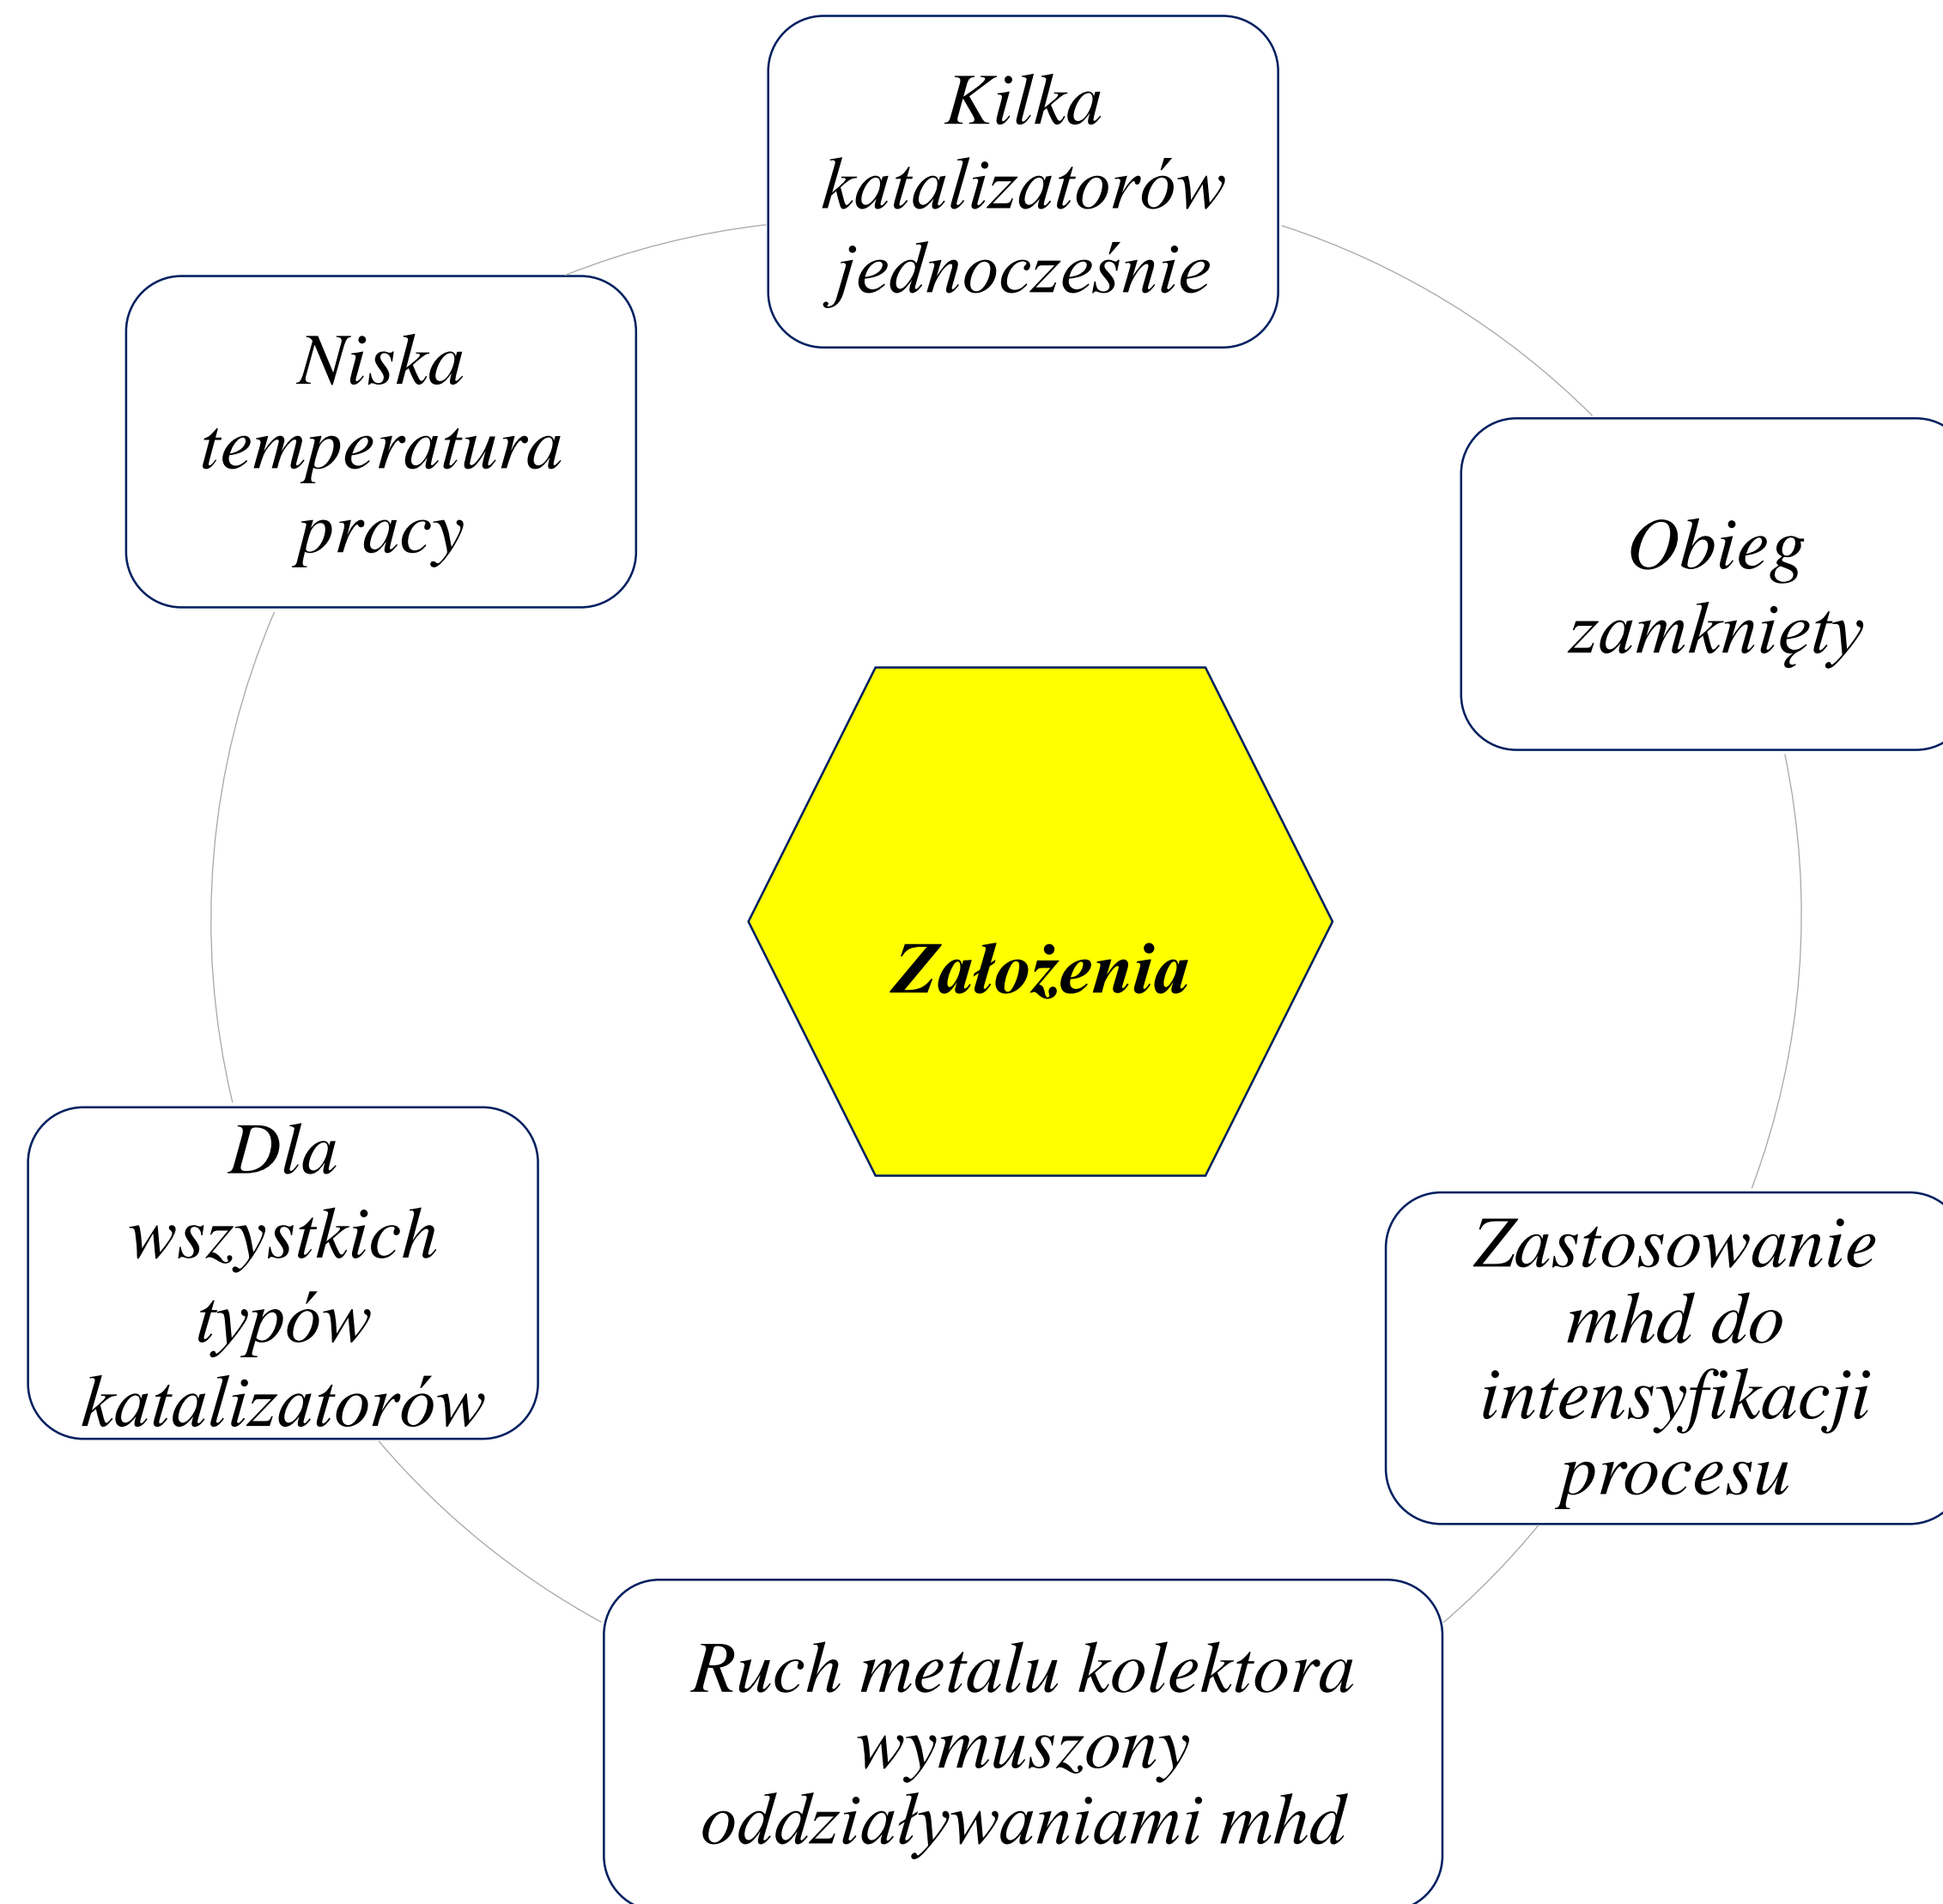 Kilka
katalizatorów
jednocześnie
Niska
temperatura
pracy
Obieg
zamknięty
Założenia
Dla
wszystkich
typów
katalizatorów
Zastosowanie
mhd do
intensyfikacji
procesu
Ruch metalu kolektora
wymuszony
oddziaływaniami mhd